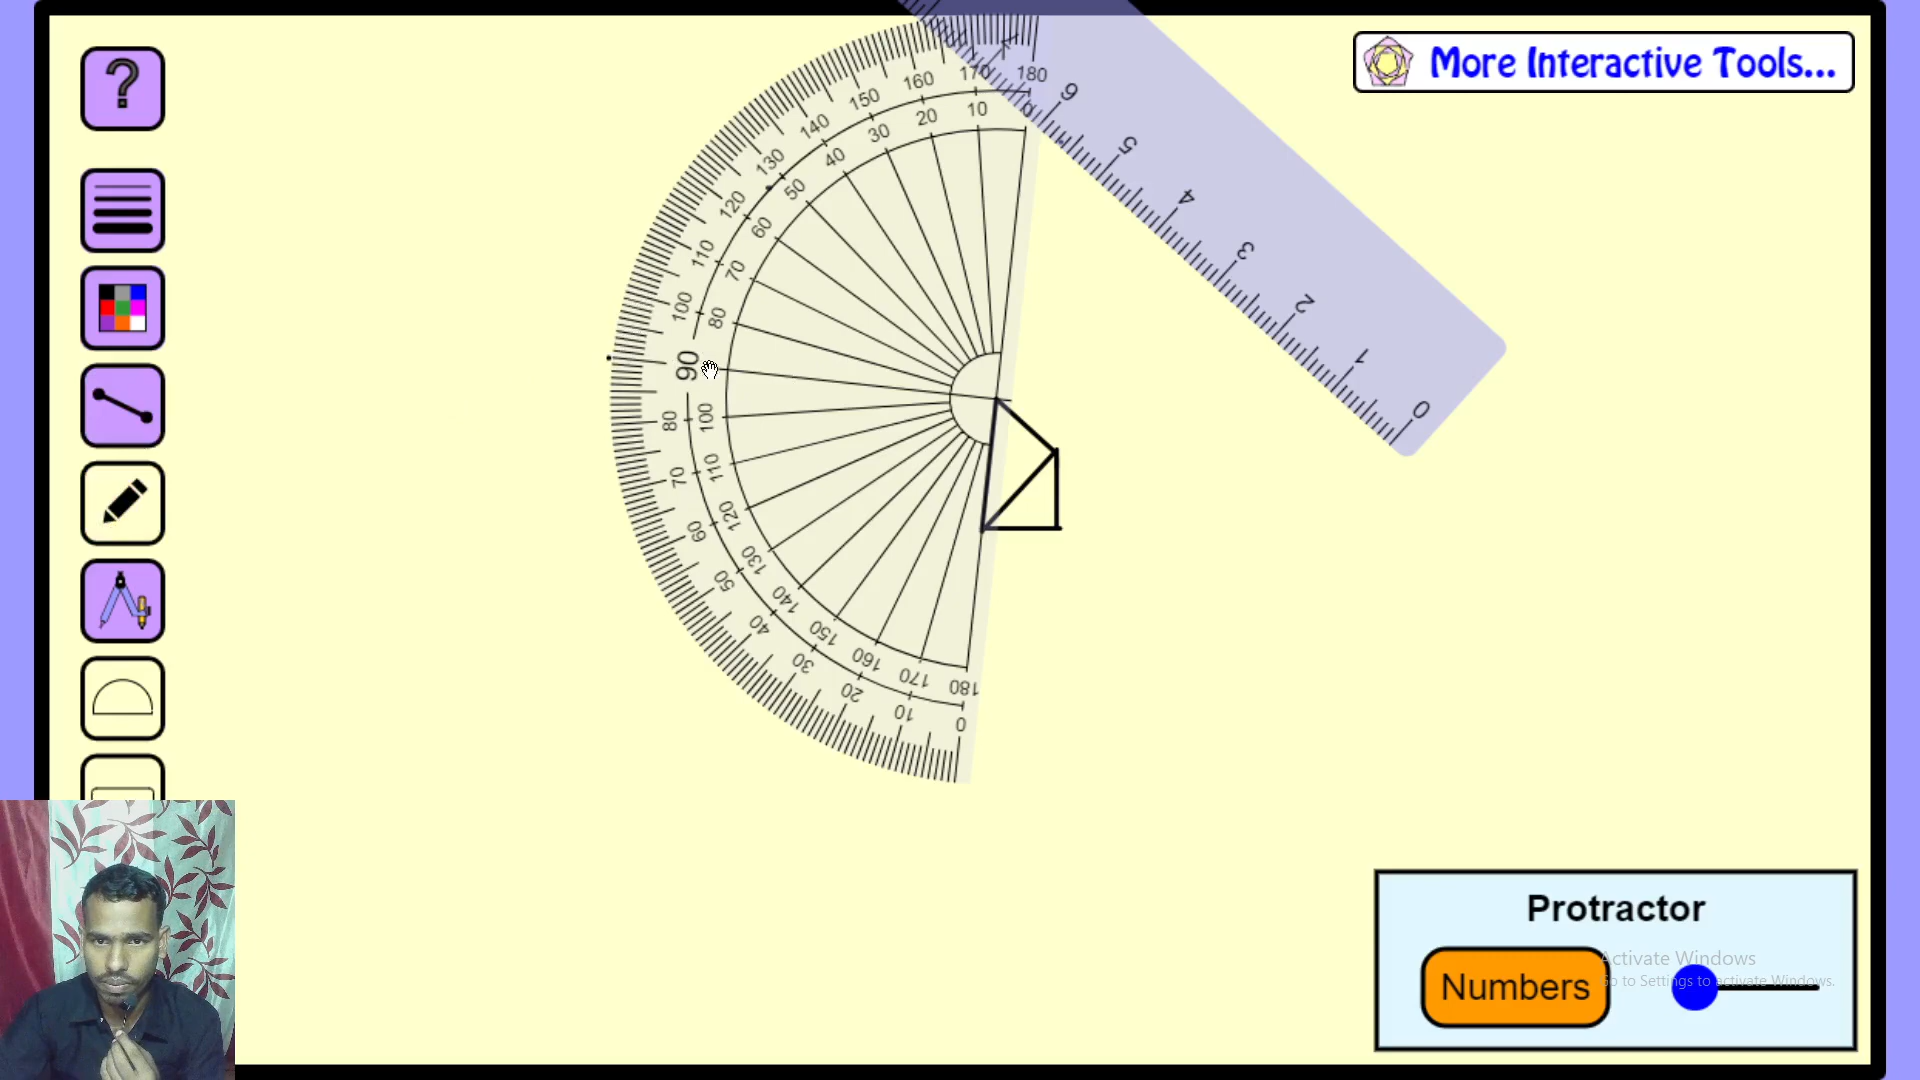 ?
More Interactive Tools...
180 170 160 150 140 130 120 110 100 90 80 70 60 50 40 30 20 10 0
0 10 20 30 40 50 60 70 80 100 110 120 130 140 150 160 170 180
7 6 5 4 3 2 1 0
Protractor
Numbers
Activate Windows
Go to Settings to activate Windows.